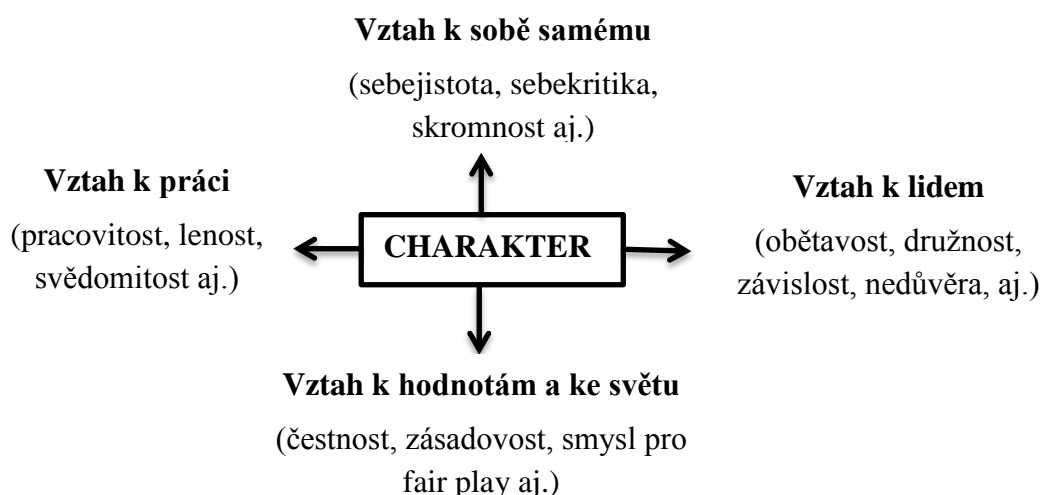 Vztah k sobě samému
(sebejistota, sebekritika,
skromnost aj.)
Vztah k práci
(pracovitost, lenost,
svědomitost aj.)
CHARAKTER
Vztah k lidem
(obětavost, družnost,
závislost, nedůvěra, aj.)
Vztah k hodnotám a ke světu
(čestnost, zásadovost, smysl pro
fair play aj.)